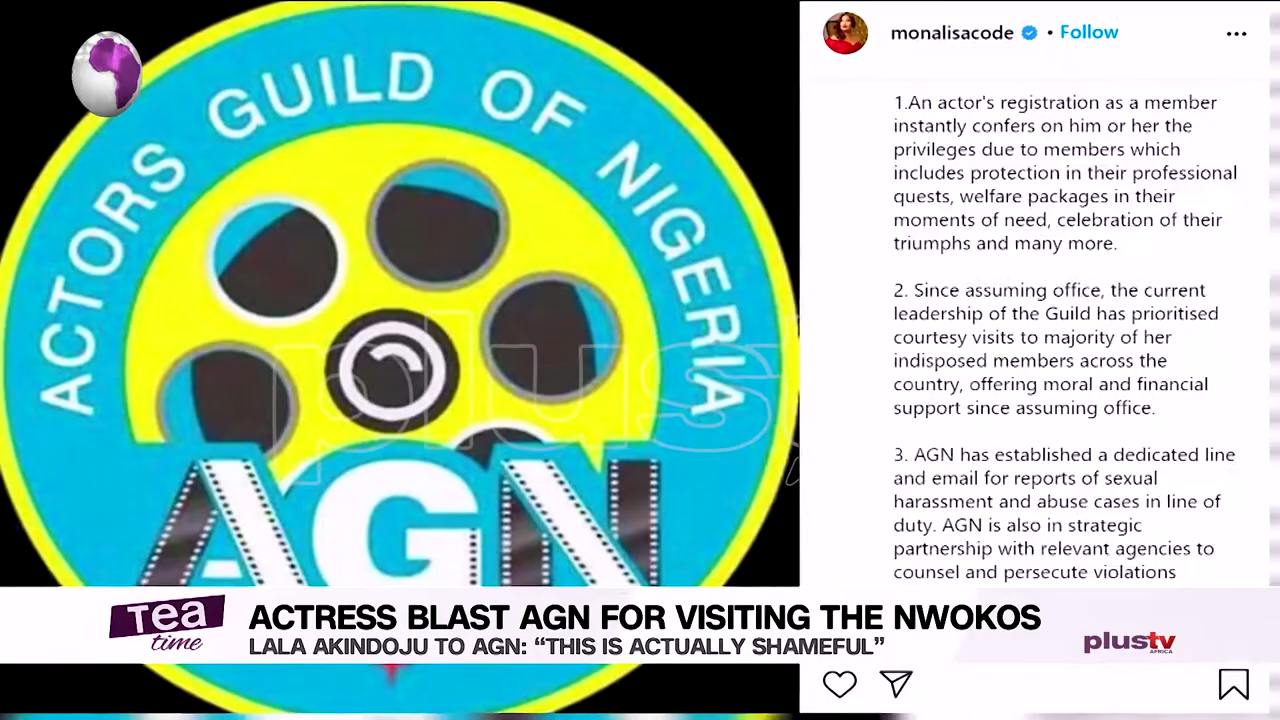 ACTORS GUILD OF NIGERIA
AGN
plus
monalisacode • Follow
1.An actor's registration as a member
instantly confers on him or her the
privileges due to members which
includes protection in their professional
quests, welfare packages in their
moments of need, celebration of their
triumphs and many more.
2. Since assuming office, the current
leadership of the Guild has prioritised
courtesy visits to majority of her
indisposed members across the
country, offering moral and financial
support since assuming office.
3. AGN has established a dedicated line
and email for reports of sexual
harassment and abuse cases in line of
duty. AGN is also in strategic
partnership with relevant agencies to
counsel and persecute violations
Tea
time
ACTRESS BLAST AGN FOR VISITING THE NWOKOS
LALA AKINDOJU TO AGN: “THIS IS ACTUALLY SHAMEFUL”
plustv
AFRICA